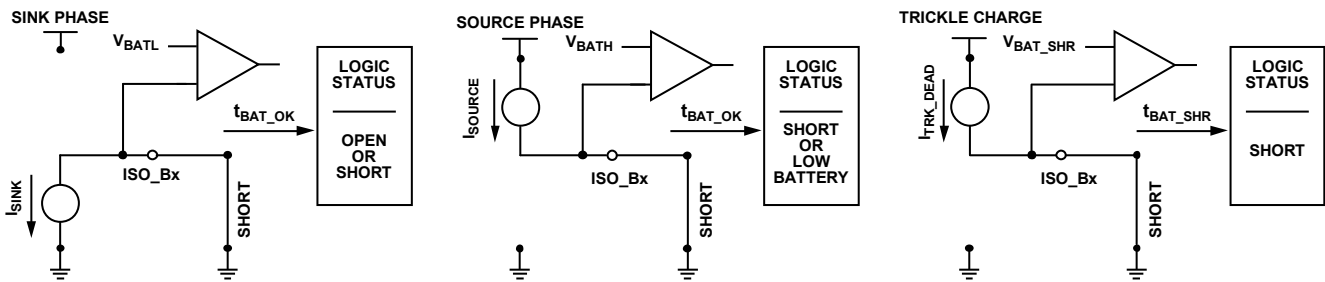 SINK PHASE
V_BATL
LOGIC
STATUS
t_BAT_OK
OPEN
OR
SHORT
ISO_Bx
I_SINK
SHORT
SOURCE PHASE
V_BATH
I_SOURCE
LOGIC
STATUS
t_BAT_OK
SHORT
OR
LOW
BATTERY
ISO_Bx
SHORT
TRICKLE CHARGE
V_BAT_SHR
I_TRK_DEAD
LOGIC
STATUS
t_BAT_SHR
SHORT
ISO_Bx
SHORT